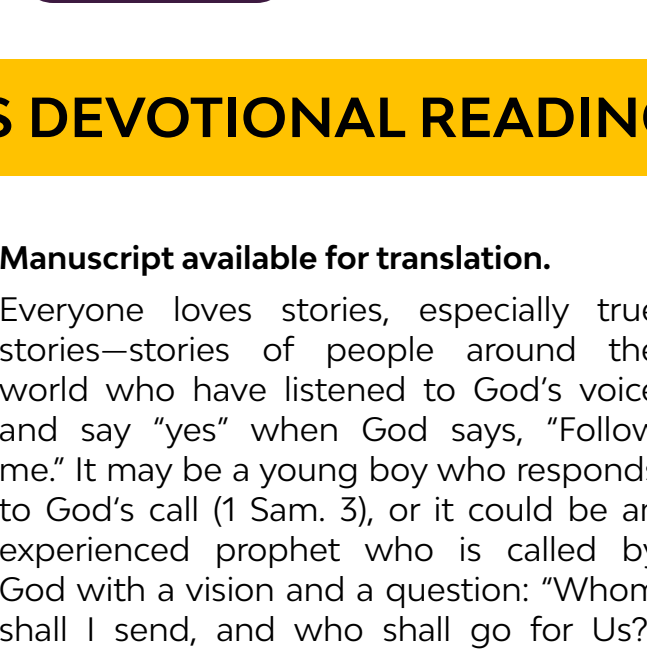 S DEVOTIONAL READING
Manuscript available for translation.
Everyone loves stories, especially true
stories—stories of people around the
world who have listened to God’s voice
and say “yes” when God says, “Follow
me.” It may be a young boy who responds
to God‘s call (1 Sam. 3), or it could be an
experienced prophet who is called by
God with a vision and a question: “Whom
shall I send, and who shall go for Us?